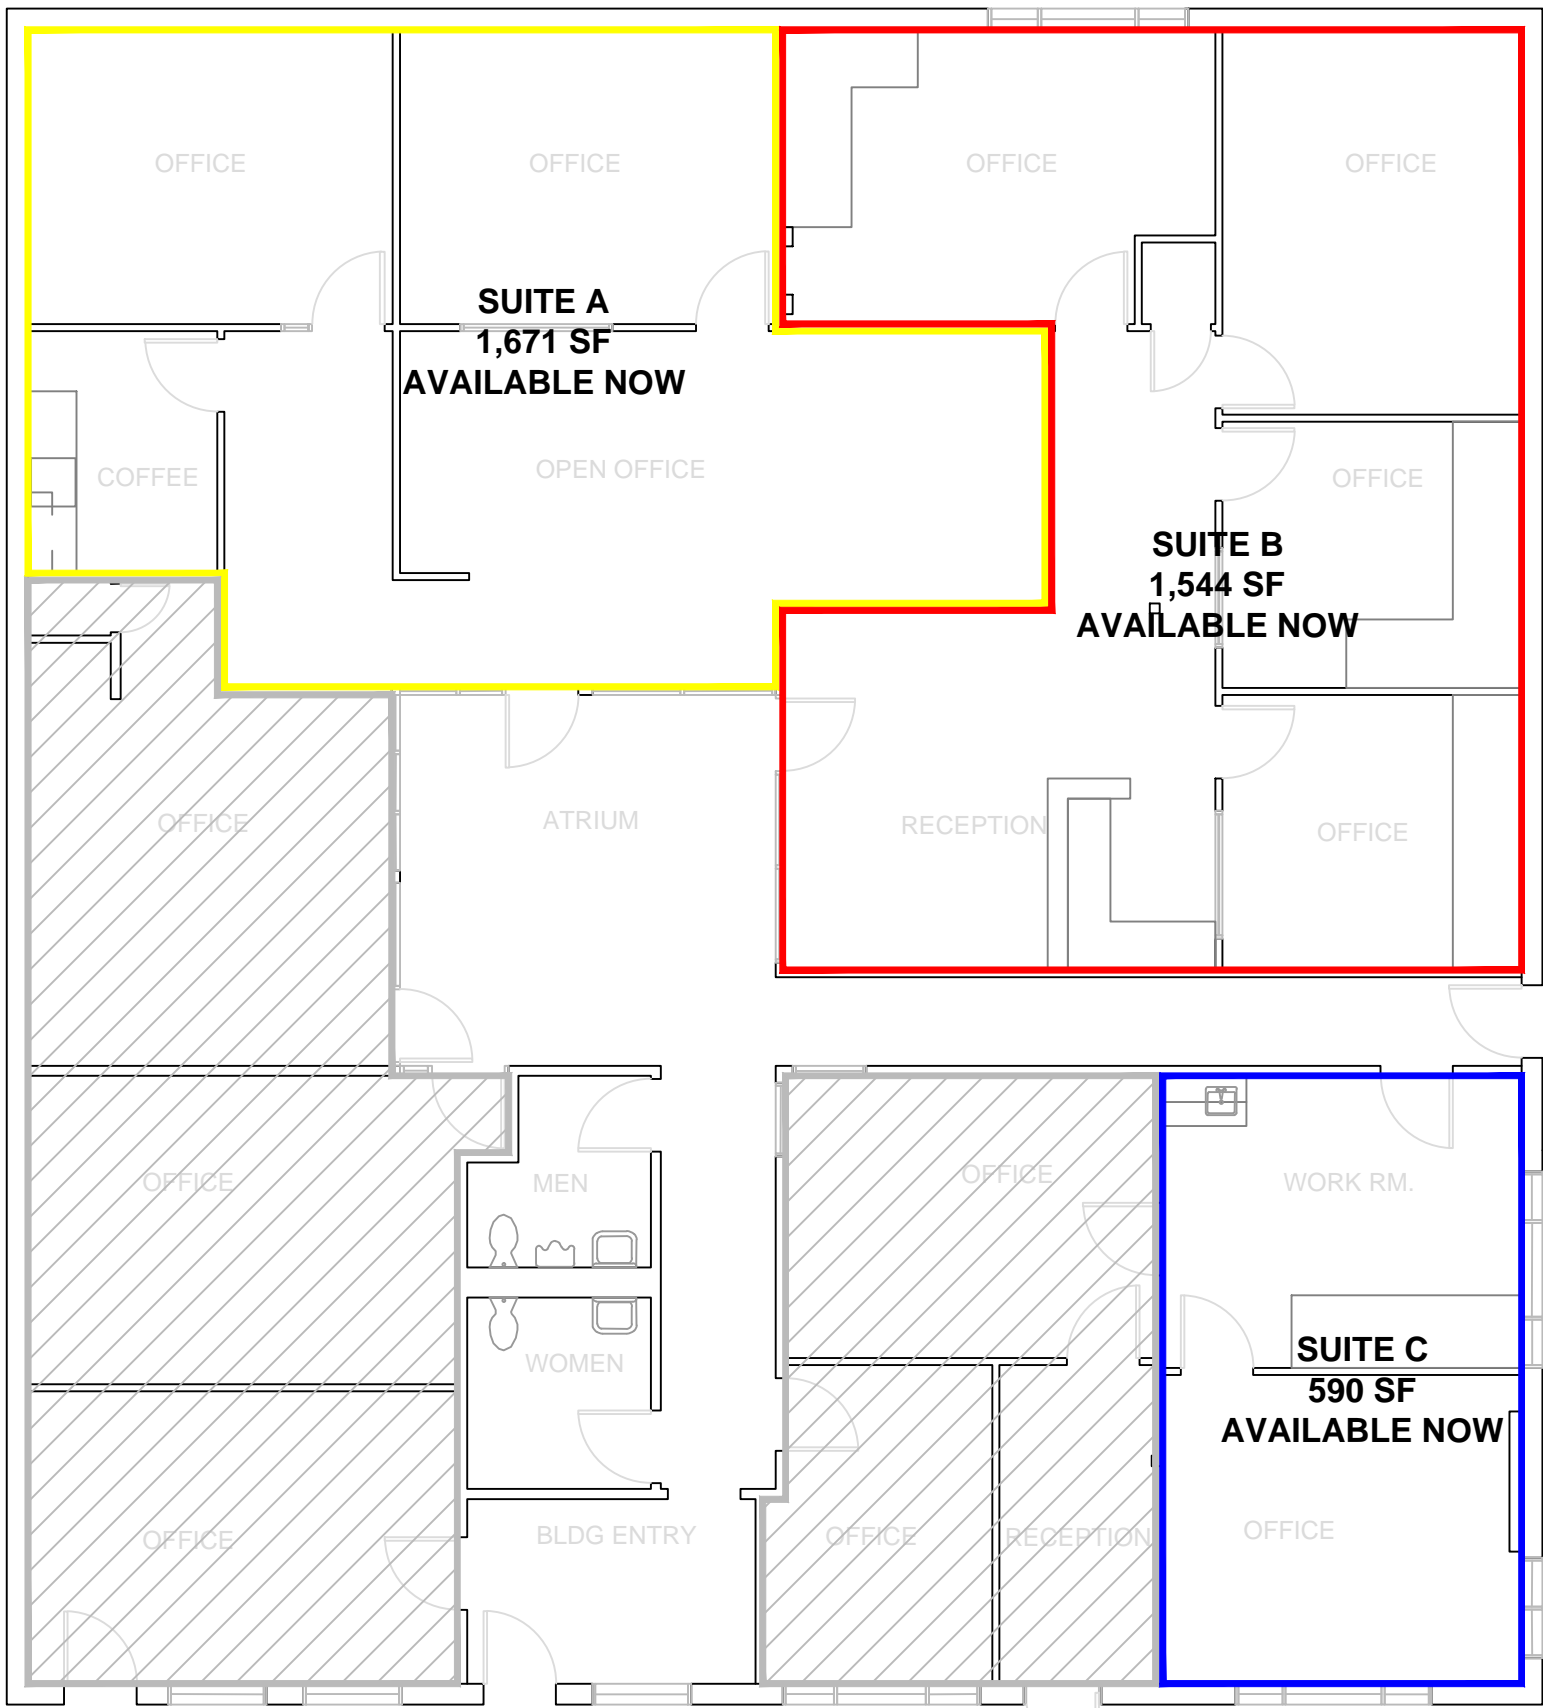 OFFICE
OFFICE
OFFICE
OFFICE
SUITE A
1,671 SF
AVAILABLE NOW
COFFEE
OPEN OFFICE
OFFICE
SUITE B
1,544 SF
AVAILABLE NOW
OFFICE
ATRIUM
RECEPTION
OFFICE
OFFICE
MEN
OFFICE
WORK RM.
WOMEN
SUITE C
590 SF
AVAILABLE NOW
OFFICE
BLDG ENTRY
OFFICE
RECEPTION
OFFICE